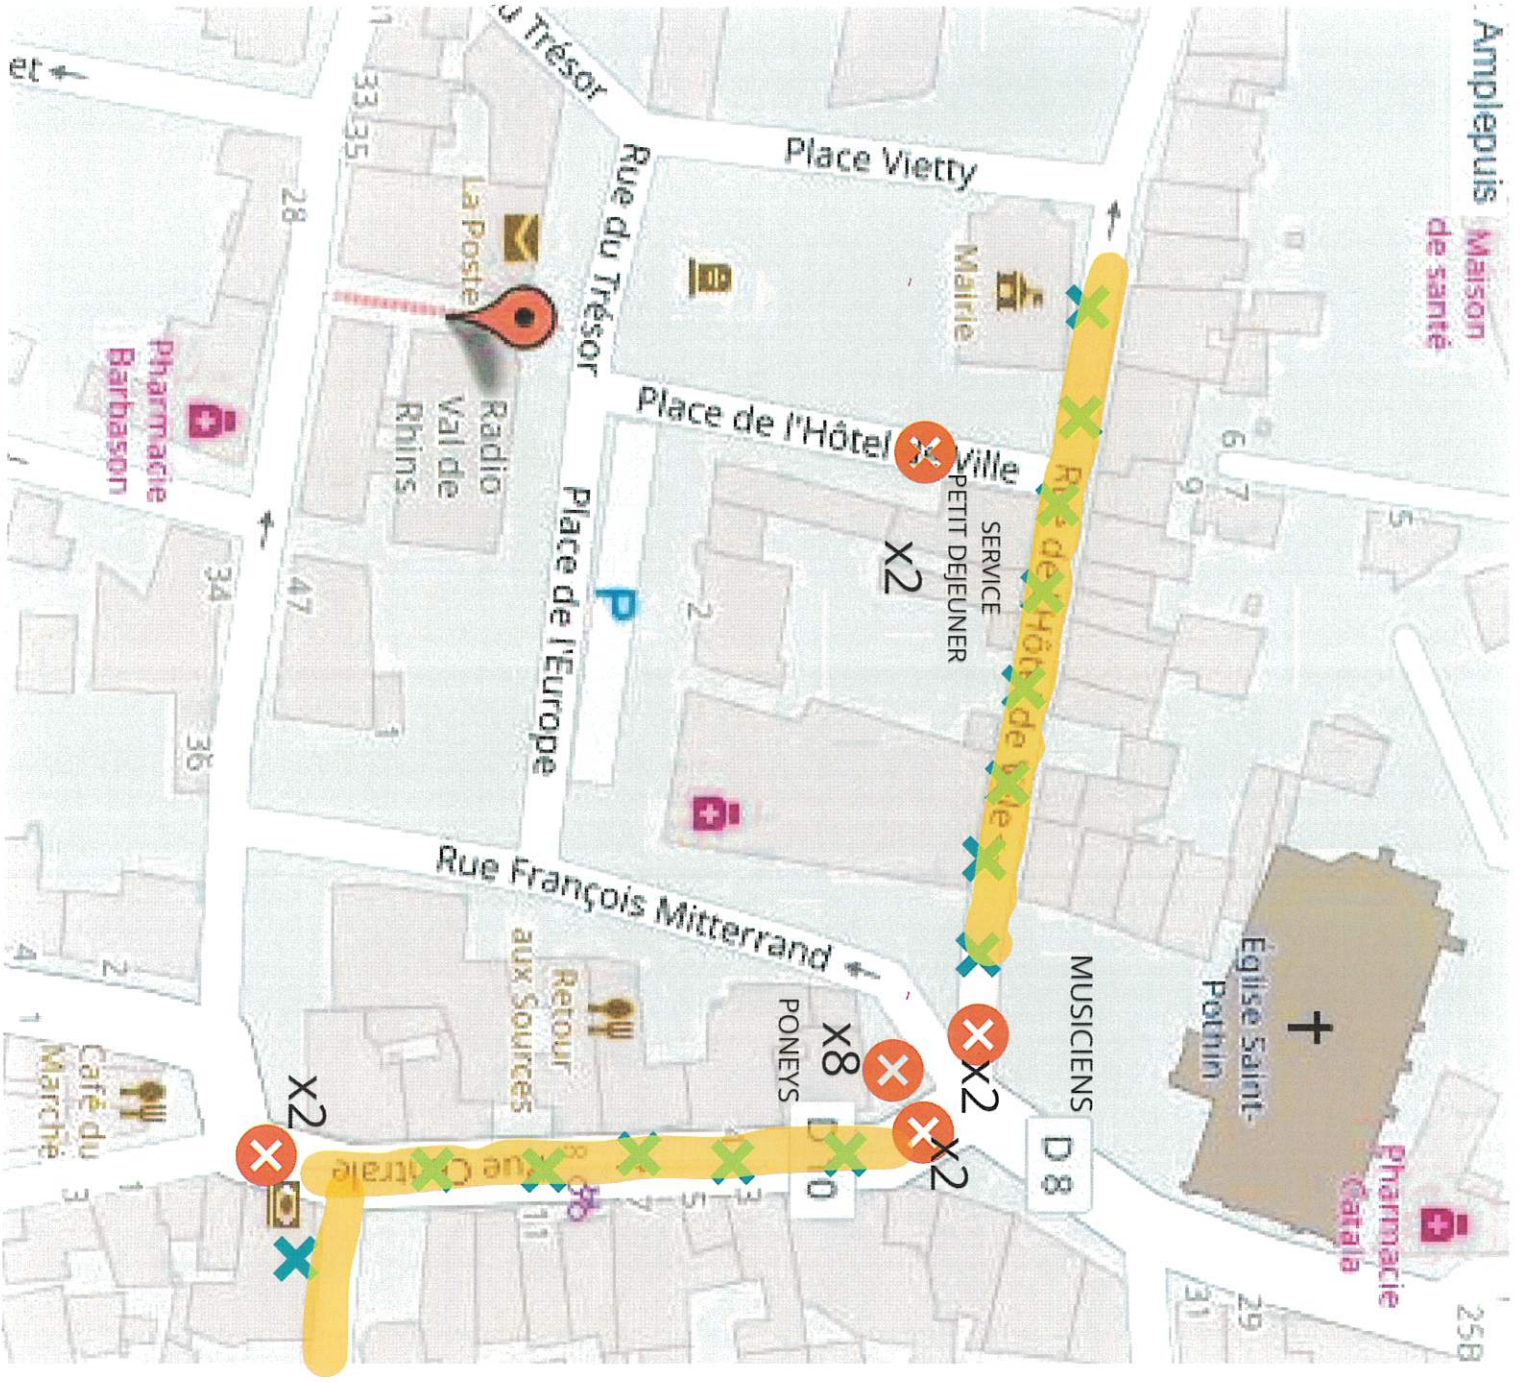 Amplepuis
Maison
de santé
u Trésor
et
33
35
28
La Poste
Rue du Trésor
Place Vietty
Mairie
Pharmacie
Barbason
Radio
Val de
Rhins
Place de l'Hôtel
Ville
SERVICE
PETIT DEJEUNER
x2
Rue de l'Hôtel de Ville
6
7
9
5
34
47
Place de l'Europe
P
2
1
36
Rue François Mitterrand
Retour
aux Sources
MUSICIENS
x2
x8
PONEYS
Église Saint-
Pothin
4
2
1
Café du
Marché
3
1
x2
Rue Centrale
8
11
7
5
3
D 10
x2
D 8
Pharmacie
Catala
31
29
25B